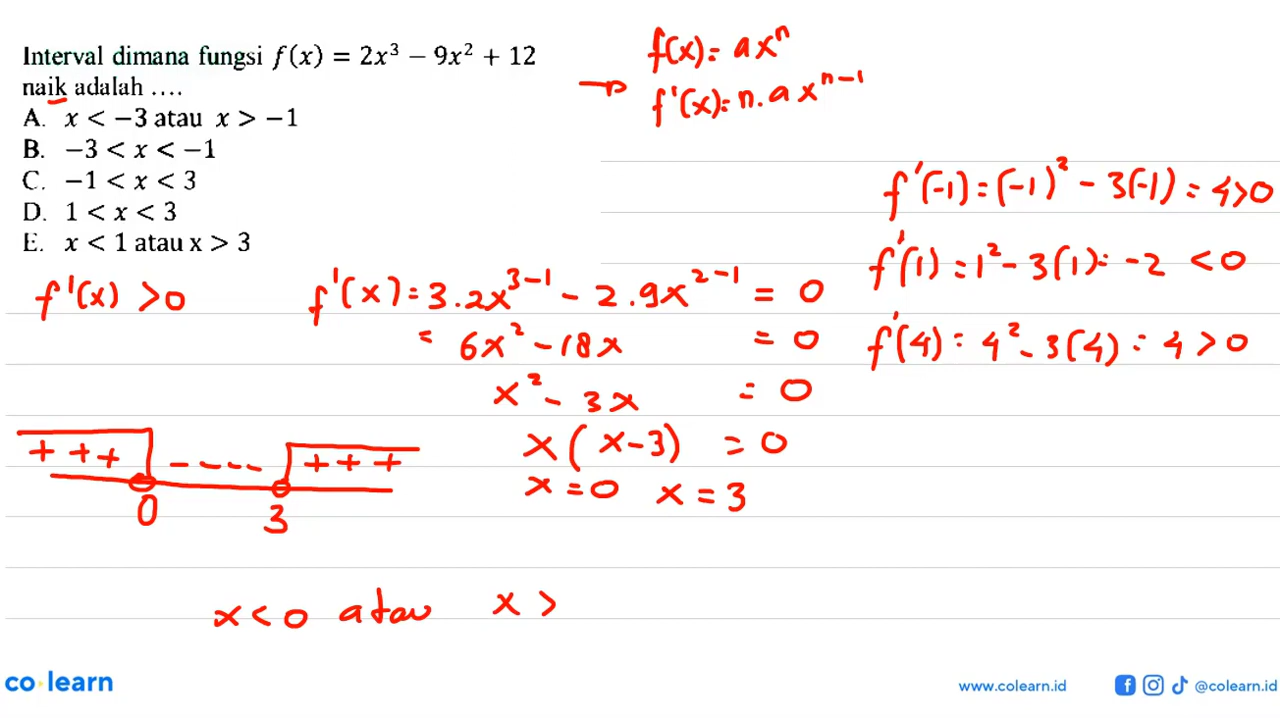 Interval dimana fungsi f(x) = 2x³ − 9x² + 12
naik adalah ….
A. x < −3 atau x > −1
B. −3 < x < −1
C. −1 < x < 3
D. 1 < x < 3
E. x < 1 atau x > 3
f(x) = ax^n
→ f'(x) = n.ax^{n−1}
f'(x) > 0
f'(x) = 3.2x^{3−1} − 2.9x^{2−1} = 0
= 6x² − 18x = 0
x² − 3x = 0
x(x−3) = 0
x = 0 x = 3
f'(−1) = (−1)² − 3(−1) = 4 > 0
f'(1) = 1² − 3(1) = −2 < 0
f'(4) = 4² − 3(4) = 4 > 0
+ + + − − − − + + +
0 3
x < 0 atau x >
co learn
www.colearn.id @colearn.id